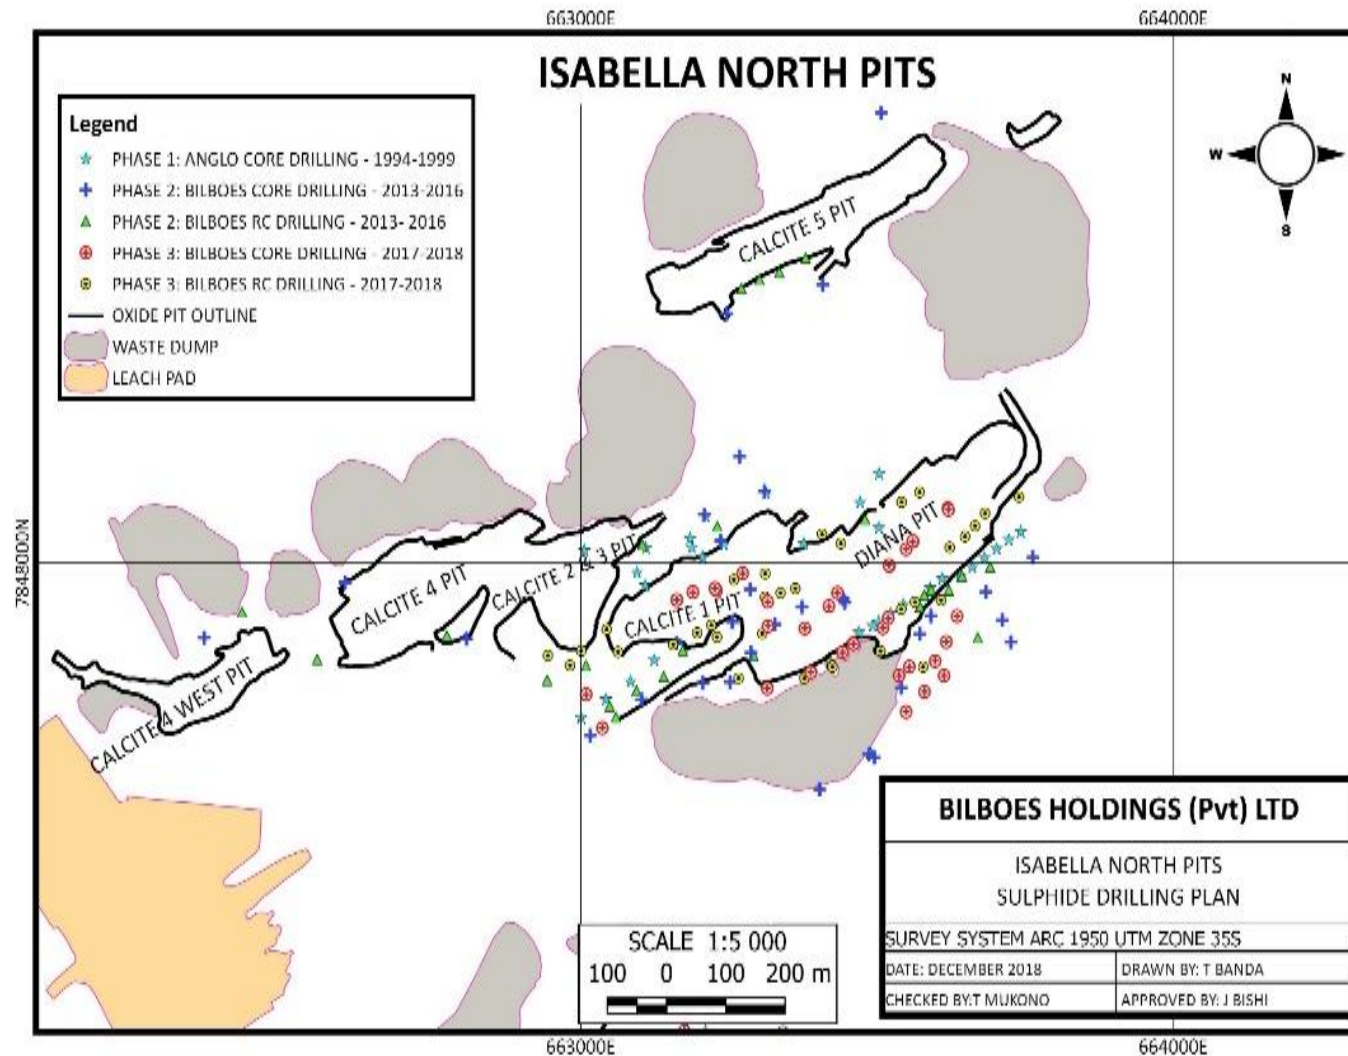 663000E
664000E
ISABELLA NORTH PITS
Legend
PHASE 1: ANGLO CORE DRILLING - 1994-1999
PHASE 2: BILBOES CORE DRILLING - 2013-2016
PHASE 2: BILBOES RC DRILLING - 2013- 2016
PHASE 3: BILBOES CORE DRILLING - 2017-2018
PHASE 3: BILBOES RC DRILLING - 2017-2018
OXIDE PIT OUTLINE
WASTE DUMP
LEACH PAD
N
W
S
CALCITE 5 PIT
DIANA PIT
7848000N
CALCITE 2 & 3 PIT
CALCITE 4 PIT
CALCITE 1 PIT
CALCITE 4 WEST PIT
BILBOES HOLDINGS (Pvt) LTD
ISABELLA NORTH PITS
SULPHIDE DRILLING PLAN
SURVEY SYSTEM ARC 1950 UTM ZONE 35S
DATE: DECEMBER 2018
DRAWN BY: T BANDA
CHECKED BY:T MUKONO
APPROVED BY: J BISHI
SCALE 1:5 000
100 0 100 200 m
663000E
664000E